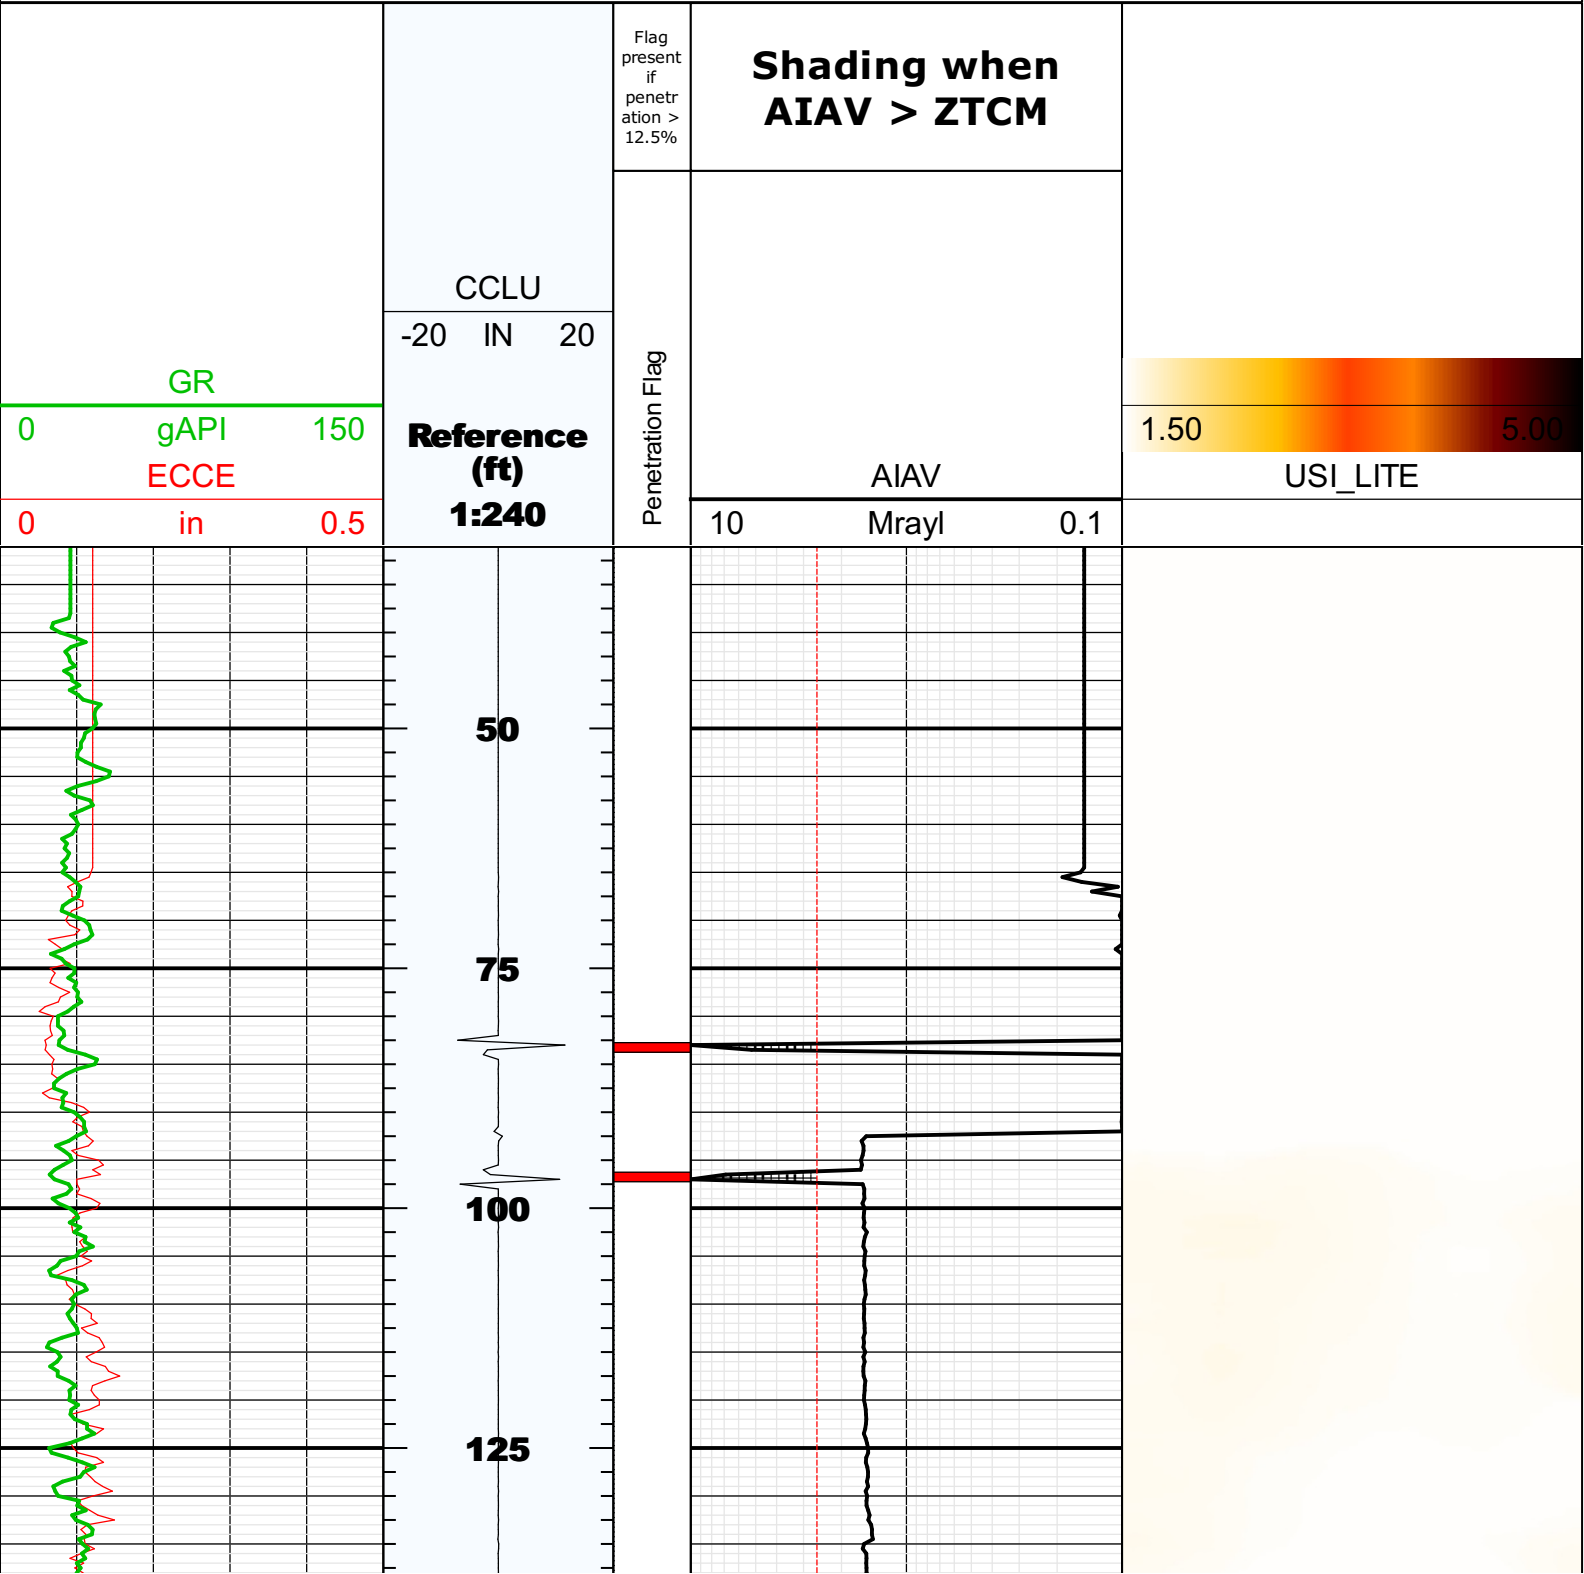 Flag
present
if
penetr
ation >
12.5%
Shading when
AIAV > ZTCM
CCLU
-20 IN 20
GR
0 gAPI 150
ECCE
0 in 0.5
Reference
(ft)
1:240
Penetration Flag
AIAV
10 Mrayl 0.1
1.50 5.00
USI_LITE
50
75
100
125